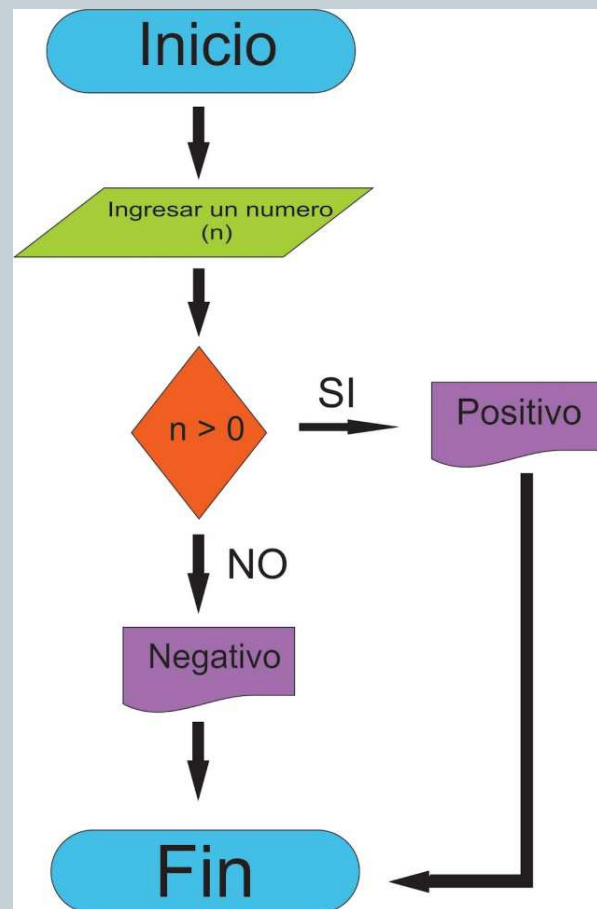 Inicio
Ingresar un numero
(n)
n > 0
SI
Positivo
NO
Negativo
Fin